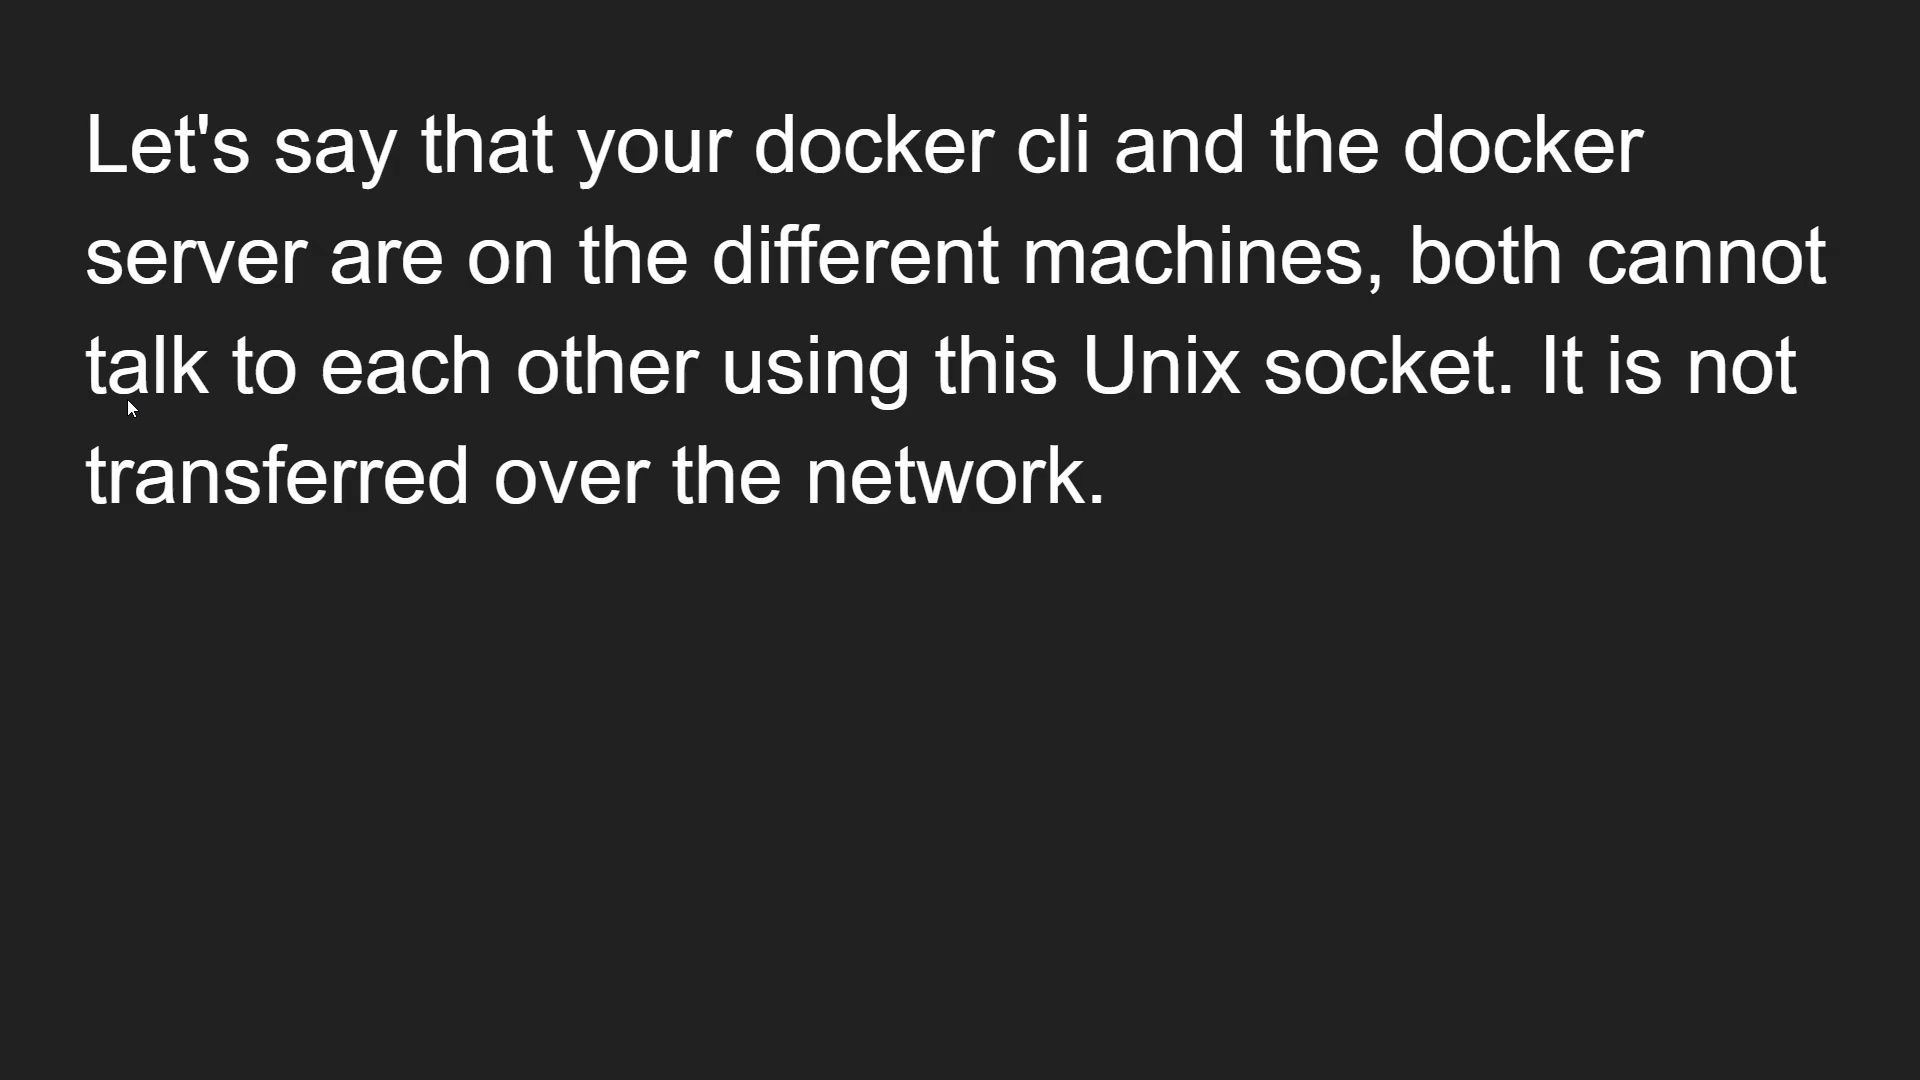 Let's say that your docker cli and the docker
server are on the different machines, both cannot
talk to each other using this Unix socket. It is not
transferred over the network.